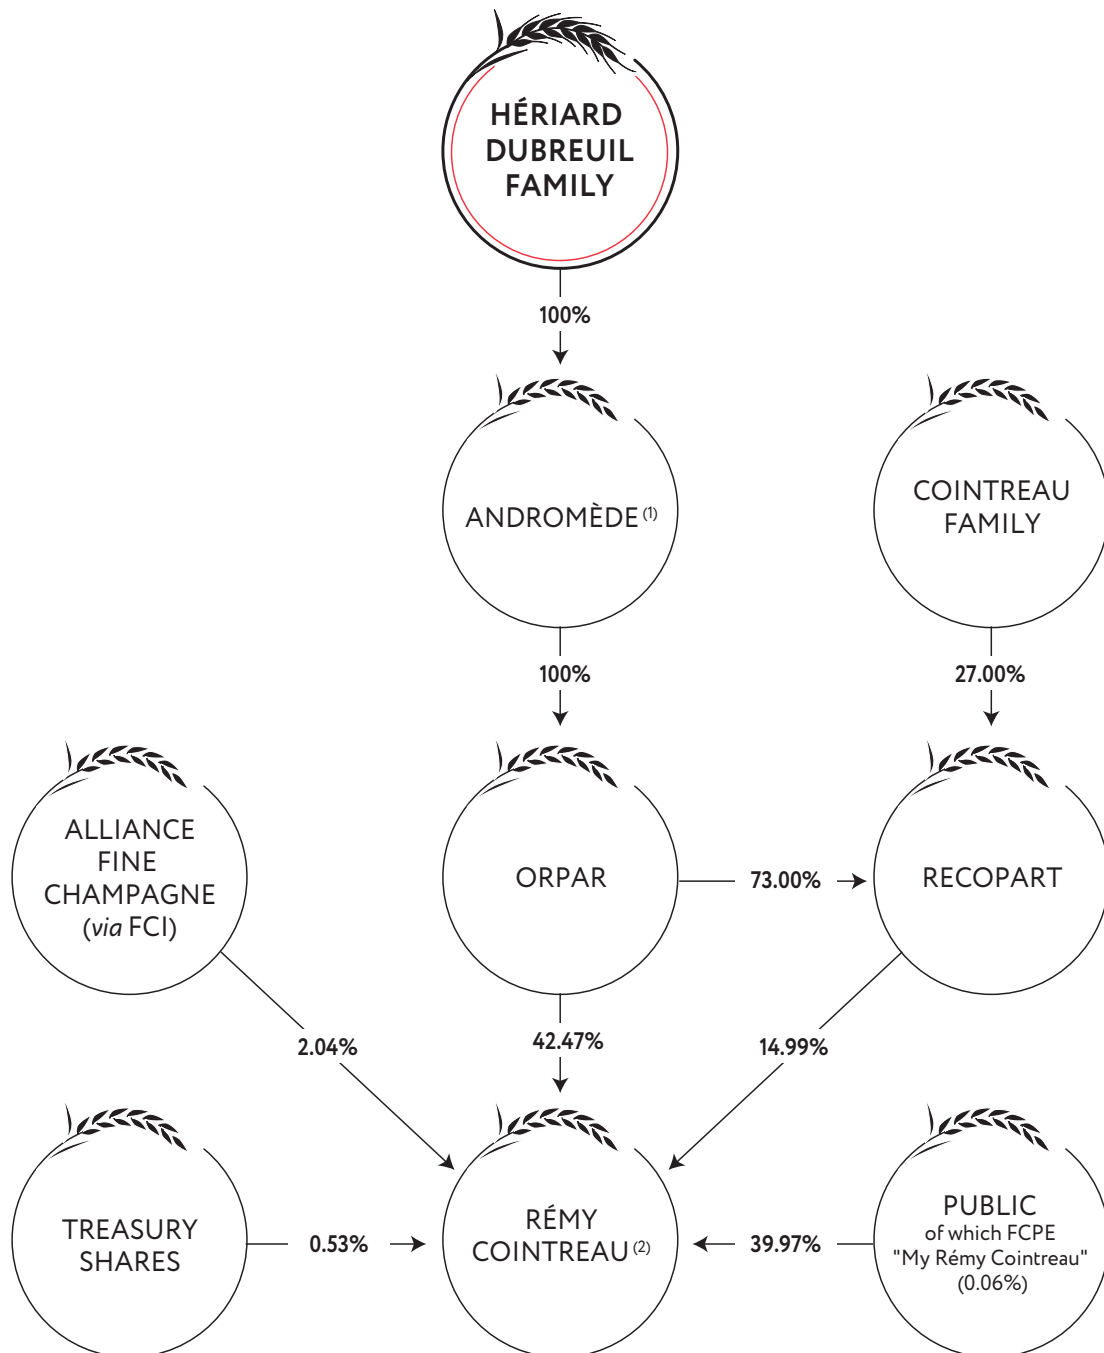 HÉRIARD
DUBREUIL
FAMILY
100%
ANDROMÈDE (1)
COINTREAU
FAMILY
100%
27.00%
ALLIANCE
FINE
CHAMPAGNE
(via FCI)
ORPAR
73.00%
RECOPART
2.04%
42.47%
14.99%
TREASURY
SHARES
0.53%
RÉMY
COINTREAU (2)
39.97%
PUBLIC
of which FCPE
"My Rémy Cointreau"
(0.06%)